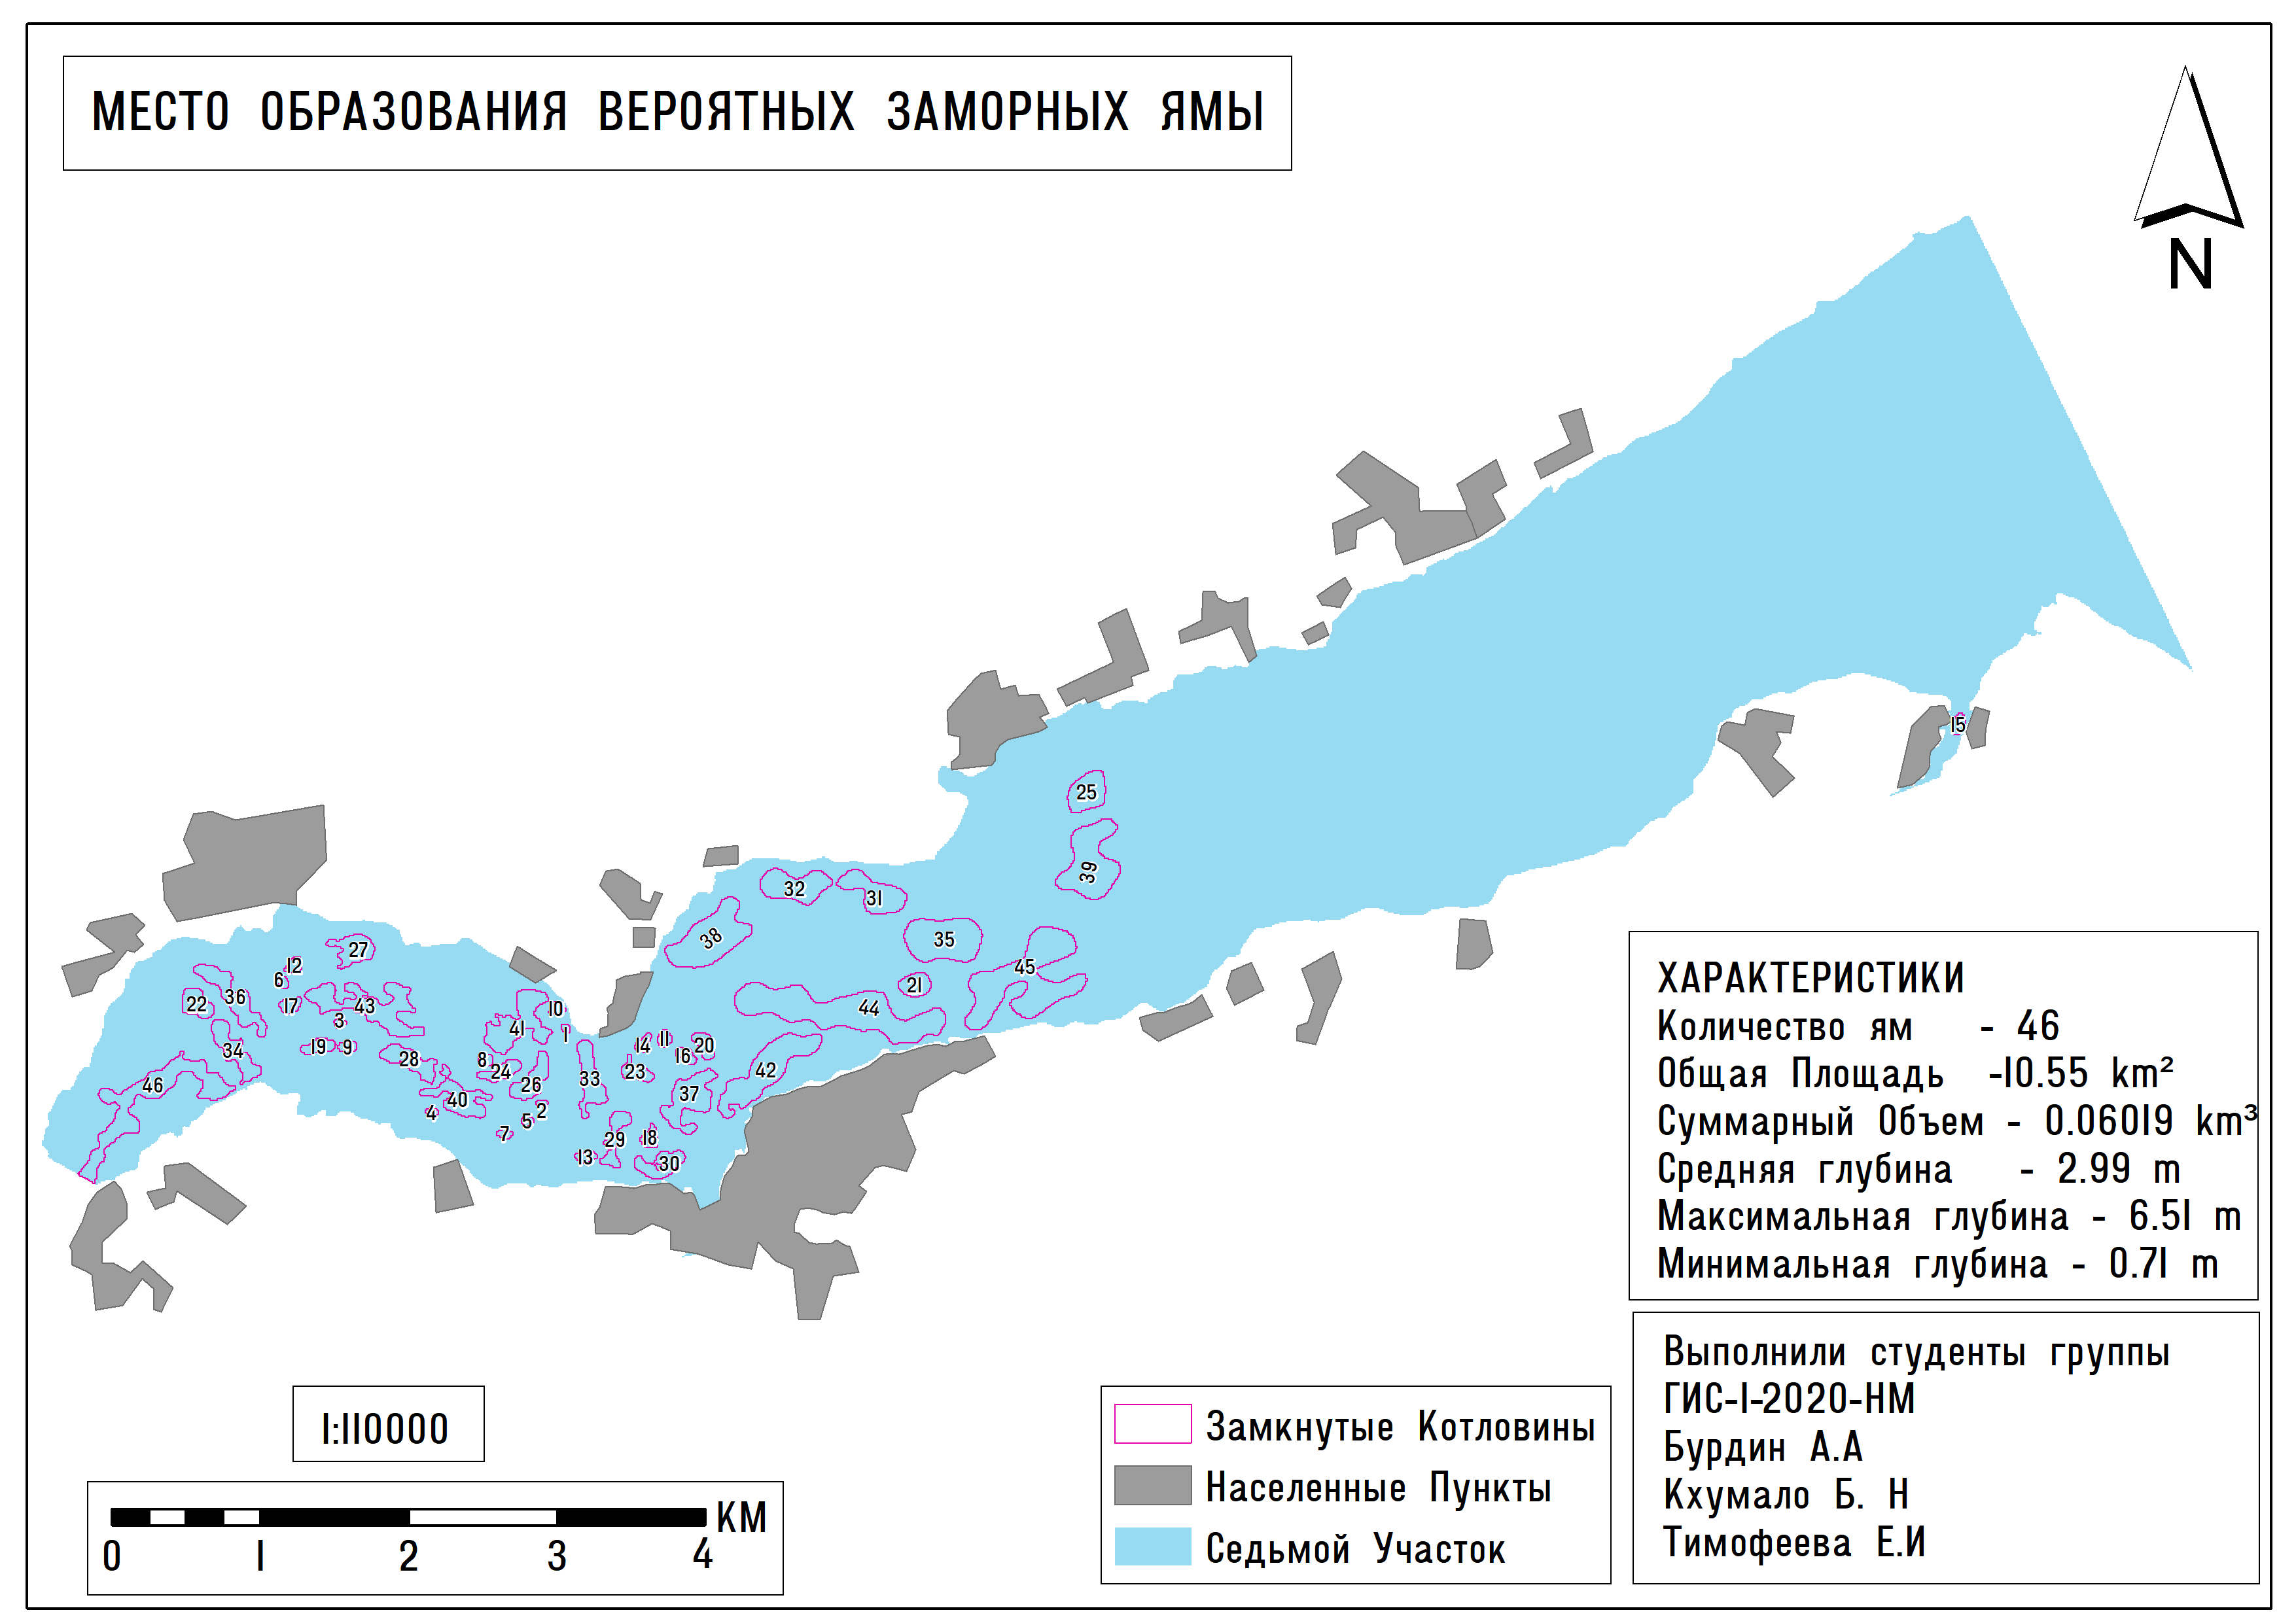 МЕСТО ОБРАЗОВАНИЯ ВЕРОЯТНЫХ ЗАМОРНЫХ ЯМЫ
N
15
25
39
32
31
38
35
45
21
44
27
12
6
36
22
17
43
3
10
41
1
34
19
9
28
14
11
16
20
8
24
23
42
46
33
26
37
40
4
2
5
7
29
18
13
30
ХАРАКТЕРИСТИКИ
Количество ям - 46
Общая Площадь -10.55 km²
Суммарный Объем - 0.06019 km³
Средняя глубина - 2.99 m
Максимальная глубина - 6.51 m
Минимальная глубина - 0.71 m
Выполнили студенты группы
ГИС-1-2020-НМ
Бурдин А.А
Кхумало Б. Н
Тимофеева Е.И
1:110000
КМ
0 1 2 3 4
Замкнутые Котловины
Населенные Пункты
Седьмой Участок